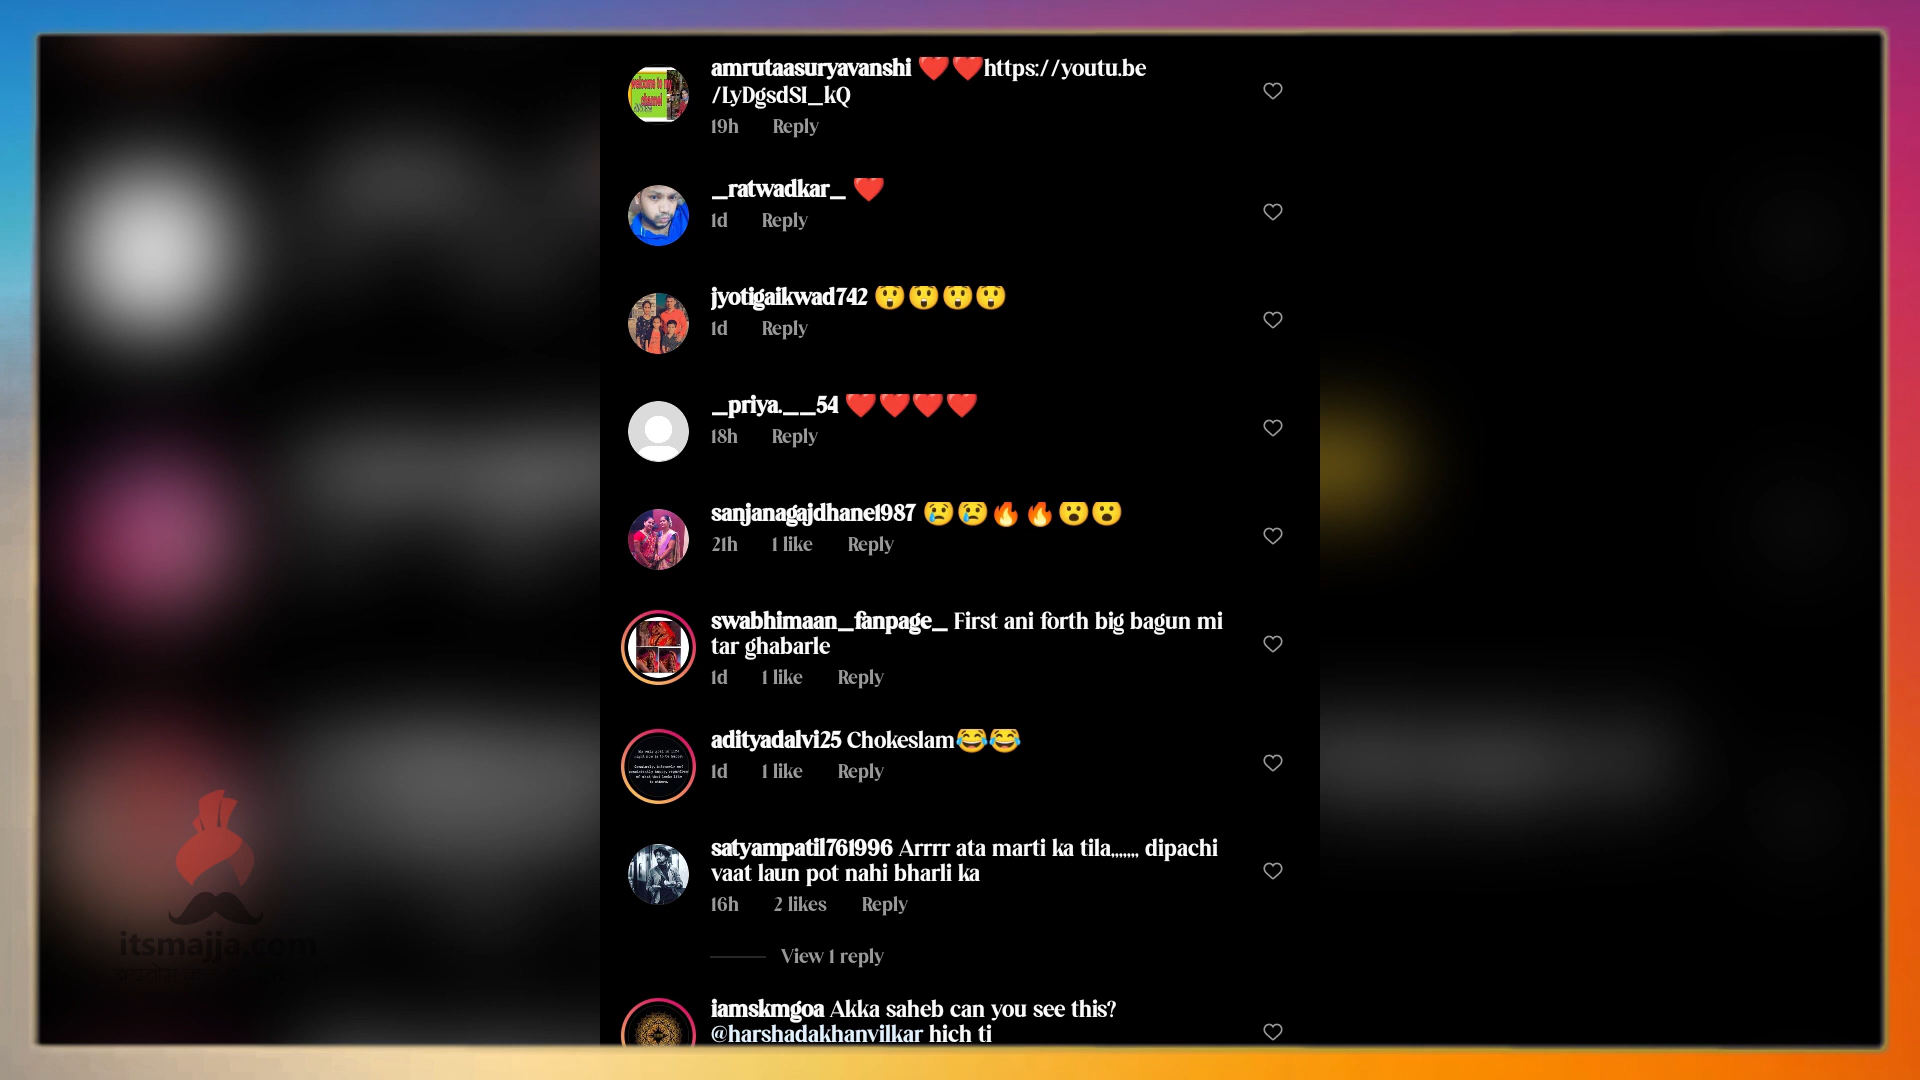 amrutaasuryavanshi ❤️❤️https://youtu.be
/LyDgsdSI_kQ
19h Reply
_ratwadkar_ ❤️
1d Reply
jyotigaikwad742 😲😲😲😲
1d Reply
_priya.__54 ❤️❤️❤️❤️
18h Reply
sanjanagajdhane1987 😢😢🔥🔥😮😮
21h 1 like Reply
swabhimaan_fanpage_ First ani forth big bagun mi
tar ghabarle
1d 1 like Reply
adityadalvi25 Chokeslam😂😂
1d 1 like Reply
satyampatil761996 Arrrr ata marti ka tila,,,,,,, dipachi
vaat laun pot nahi bharli ka
16h 2 likes Reply
View 1 reply
iamskmgoa Akka saheb can you see this?
@harshadakhanvilkar hich ti
itsmajja.com